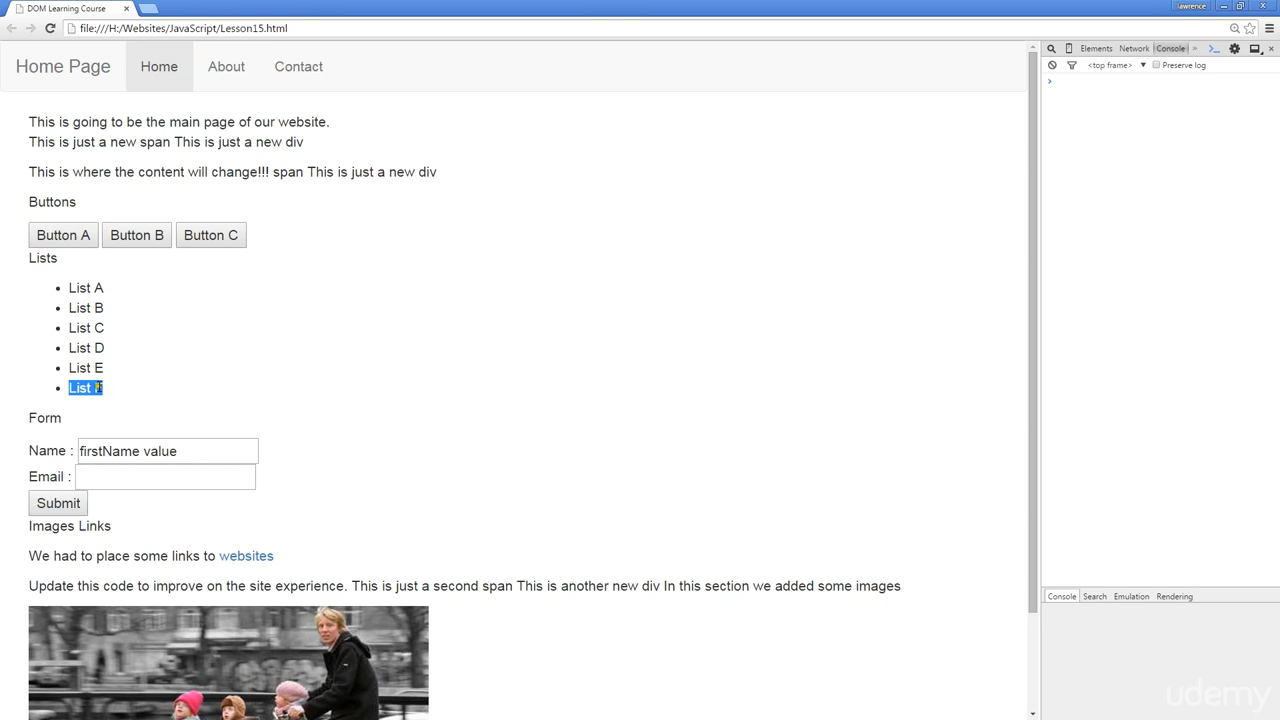 DOM Learning Course
lawrence
file:///H:/Websites/JavaScript/Lesson15.html
Home Page Home About Contact
Elements Network Console »
<top frame> ▼ Preserve log
This is going to be the main page of our website.
This is just a new span This is just a new div
This is where the content will change!!! span This is just a new div
Buttons
Button A Button B Button C
Lists
• List A
• List B
• List C
• List D
• List E
• List
Form
Name : firstName value
Email :
Submit
Images Links
We had to place some links to websites
Update this code to improve on the site experience. This is just a second span This is another new div In this section we added some images
Console Search Emulation Rendering
udemy